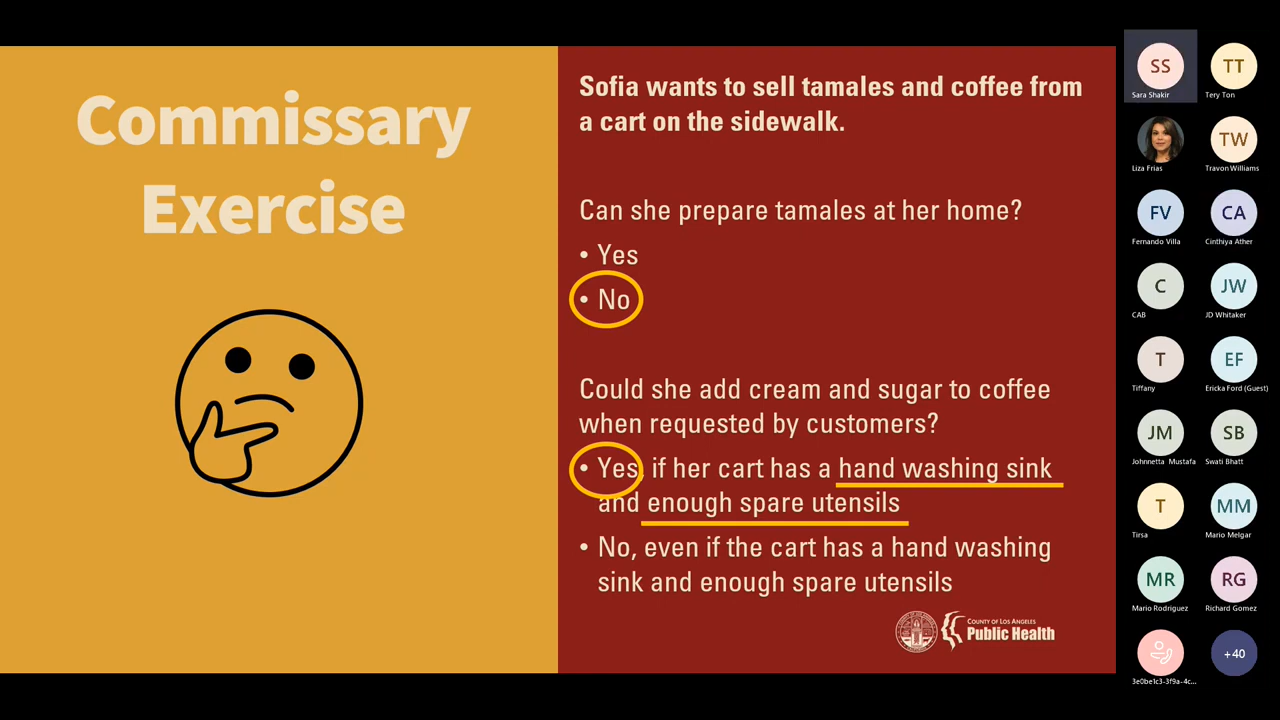 Commissary
Exercise
Sofia wants to sell tamales and coffee from
a cart on the sidewalk.
Can she prepare tamales at her home?
• Yes
• No
Could she add cream and sugar to coffee
when requested by customers?
• Yes, if her cart has a hand washing sink
and enough spare utensils
• No, even if the cart has a hand washing
sink and enough spare utensils
COUNTY OF LOS ANGELES
Public Health
SS
Sara Shakir
TT
Tery Ton
Liza Frias
TW
Travon Williams
FV
Fernando Villa
CA
Cinthiya Ather
C
CAB
JW
JD Whitaker
T
Tiffany
EF
Ericka Ford (Guest)
JM
Johnnetta Mustafa
SB
Swati Bhatt
T
Tirsa
MM
Mario Melgar
MR
Mario Rodriguez
RG
Richard Gomez
3e0be1c3-3f9a-4c...
+40